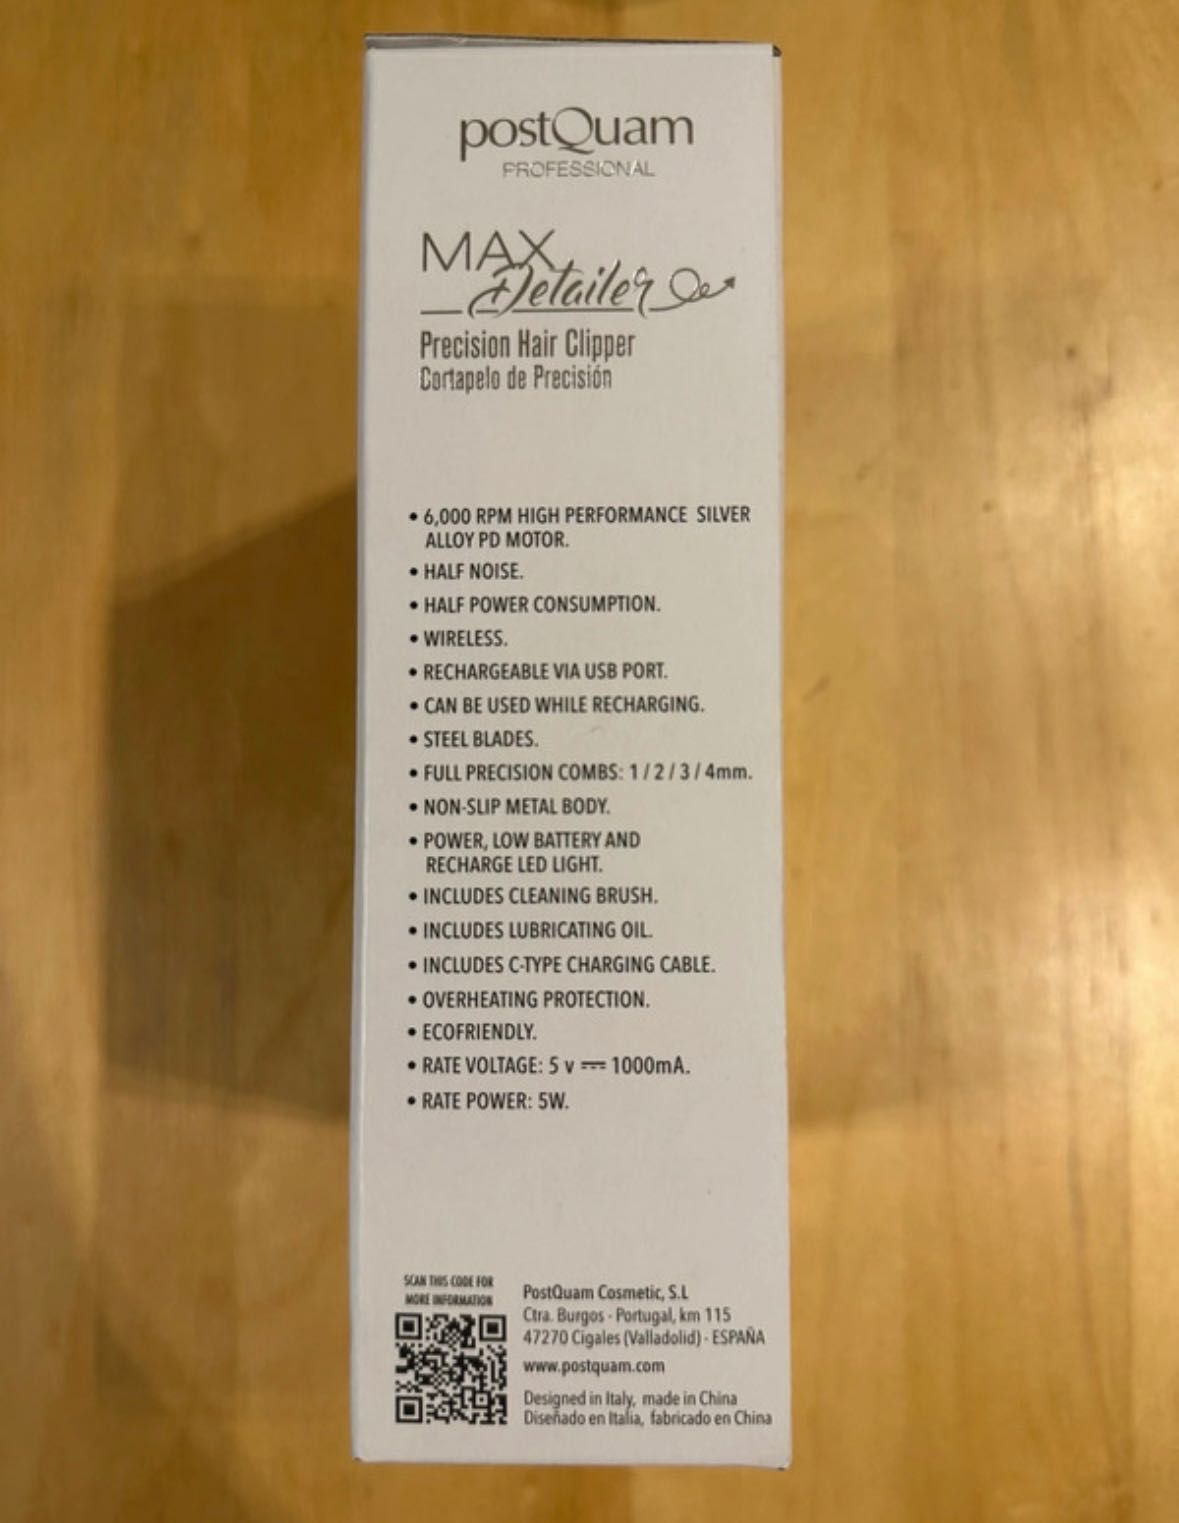 postQuam
PROFESSIONAL
MAX
Detailer
Precision Hair Clipper
Cortapelo de Precisión
• 6,000 RPM HIGH PERFORMANCE SILVER
ALLOY PD MOTOR.
• HALF NOISE.
• HALF POWER CONSUMPTION.
• WIRELESS.
• RECHARGEABLE VIA USB PORT.
• CAN BE USED WHILE RECHARGING.
• STEEL BLADES.
• FULL PRECISION COMBS: 1 / 2 / 3 / 4mm.
• NON-SLIP METAL BODY.
• POWER, LOW BATTERY AND
RECHARGE LED LIGHT.
• INCLUDES CLEANING BRUSH.
• INCLUDES LUBRICATING OIL.
• INCLUDES C-TYPE CHARGING CABLE.
• OVERHEATING PROTECTION.
• ECOFRIENDLY.
• RATE VOLTAGE: 5 v ⎓ 1000mA.
• RATE POWER: 5W.
SCAN THIS CODE FOR
MORE INFORMATION
PostQuam Cosmetic, S.L
Ctra. Burgos - Portugal, km 115
47270 Cigales (Valladolid) - ESPAÑA
www.postquam.com
Designed in Italy, made in China
Diseñado en Italia, fabricado en China